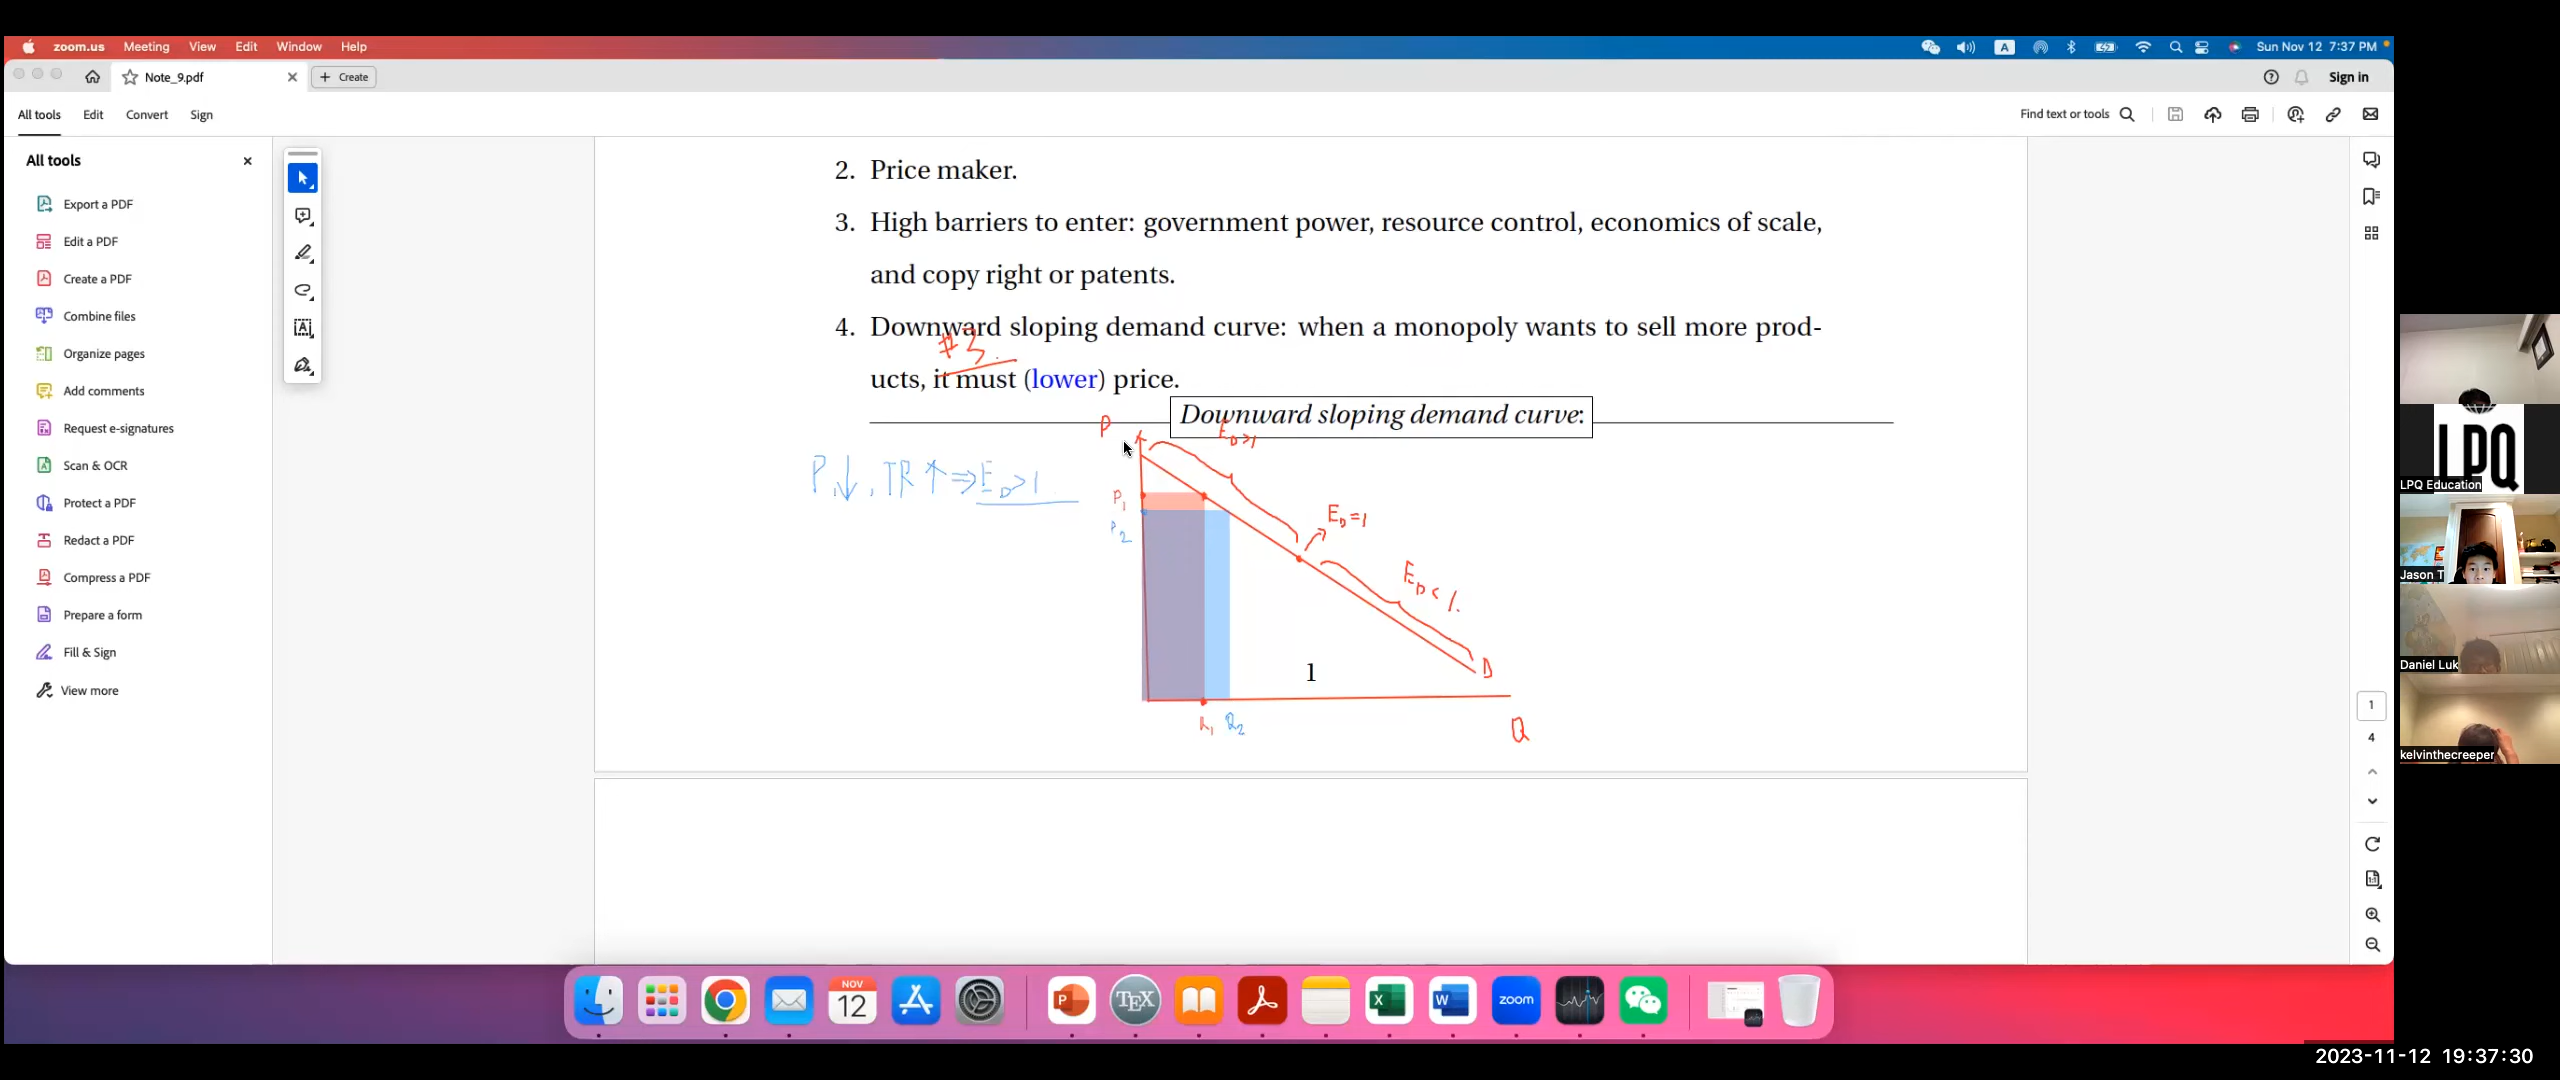 zoom.us Meeting View Edit Window Help
A
Sun Nov 12 7:37 PM
Note_9.pdf
+ Create
Sign in
All tools Edit Convert Sign
Find text or tools
All tools
Export a PDF
Edit a PDF
Create a PDF
Combine files
Organize pages
Add comments
Request e-signatures
Scan & OCR
Protect a PDF
Redact a PDF
Compress a PDF
Prepare a form
Fill & Sign
View more
2. Price maker.
3. High barriers to enter: government power, resource control, economics of scale,
and copy right or patents.
4. Downward sloping demand curve: when a monopoly wants to sell more prod-
#3
ucts, it must (lower) price.
Downward sloping demand curve:
P
E_D>1
P↓, TR↑ ⇒ E_D>1
P1
P2
E_D=1
E_D<1.
D
1
Q1 Q2
Q
1
4
LPQ
LPQ Education
Jason T
Daniel Luk
kelvinthecreeper
NOV
12
P
TEX
X
W
zoom
2023-11-12 19:37:30